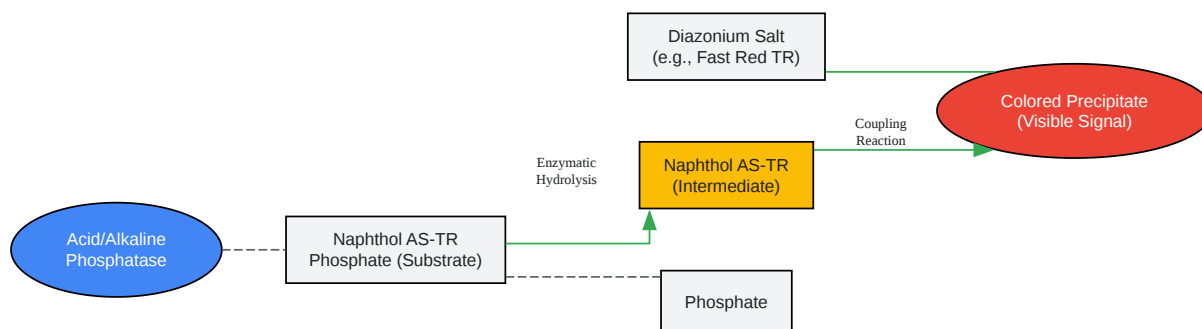 Diazonium Salt
(e.g., Fast Red TR)
Colored Precipitate
(Visible Signal)
Coupling
Reaction
Enzymatic
Hydrolysis
Naphthol AS-TR
(Intermediate)
Acid/Alkaline
Phosphatase
Naphthol AS-TR
Phosphate (Substrate)
Phosphate